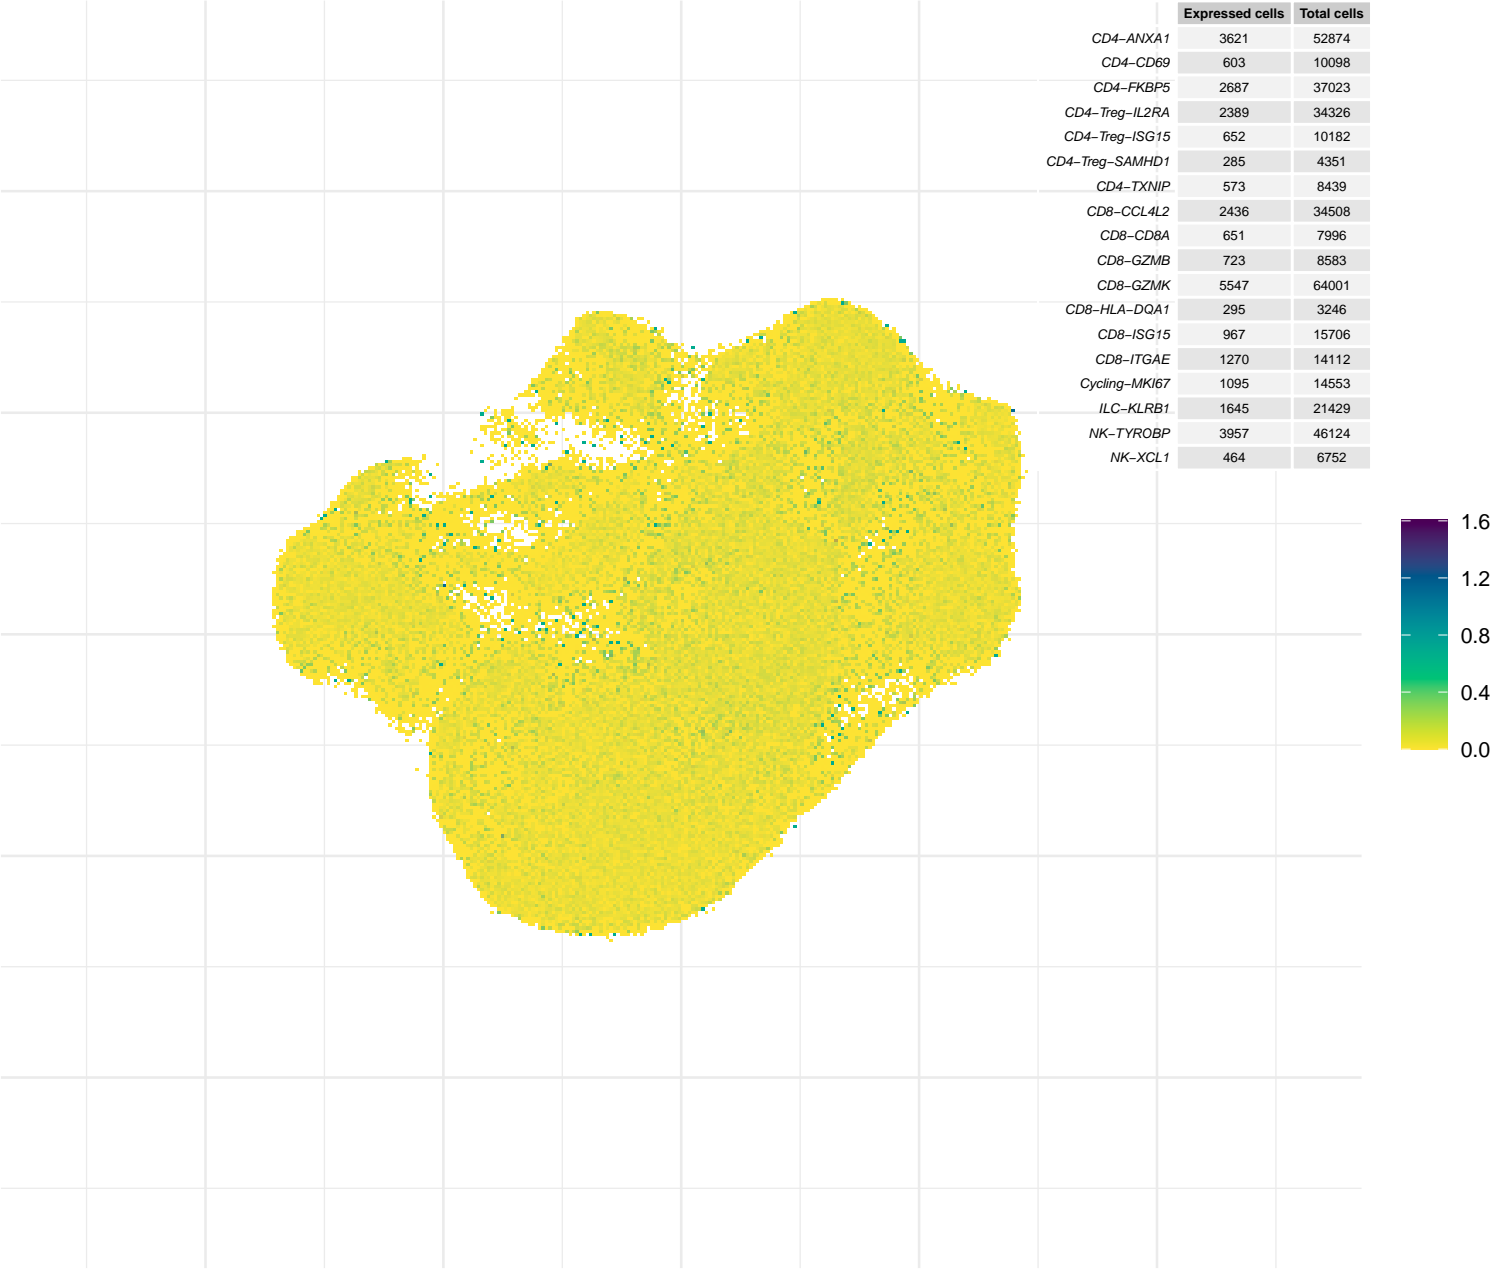 Expressed cells Total cells
CD4−ANXA1 3621 52874
CD4−CD69 603 10098
CD4−FKBP5 2687 37023
CD4−Treg−IL2RA 2389 34326
CD4−Treg−ISG15 652 10182
CD4−Treg−SAMHD1 285 4351
CD4−TXNIP 573 8439
CD8−CCL4L2 2436 34508
CD8−CD8A 651 7996
CD8−GZMB 723 8583
CD8−GZMK 5547 64001
CD8−HLA−DQA1 295 3246
CD8−ISG15 967 15706
CD8−ITGAE 1270 14112
Cycling−MKI67 1095 14553
ILC−KLRB1 1645 21429
NK−TYROBP 3957 46124
NK−XCL1 464 6752
1.6
1.2
0.8
0.4
0.0